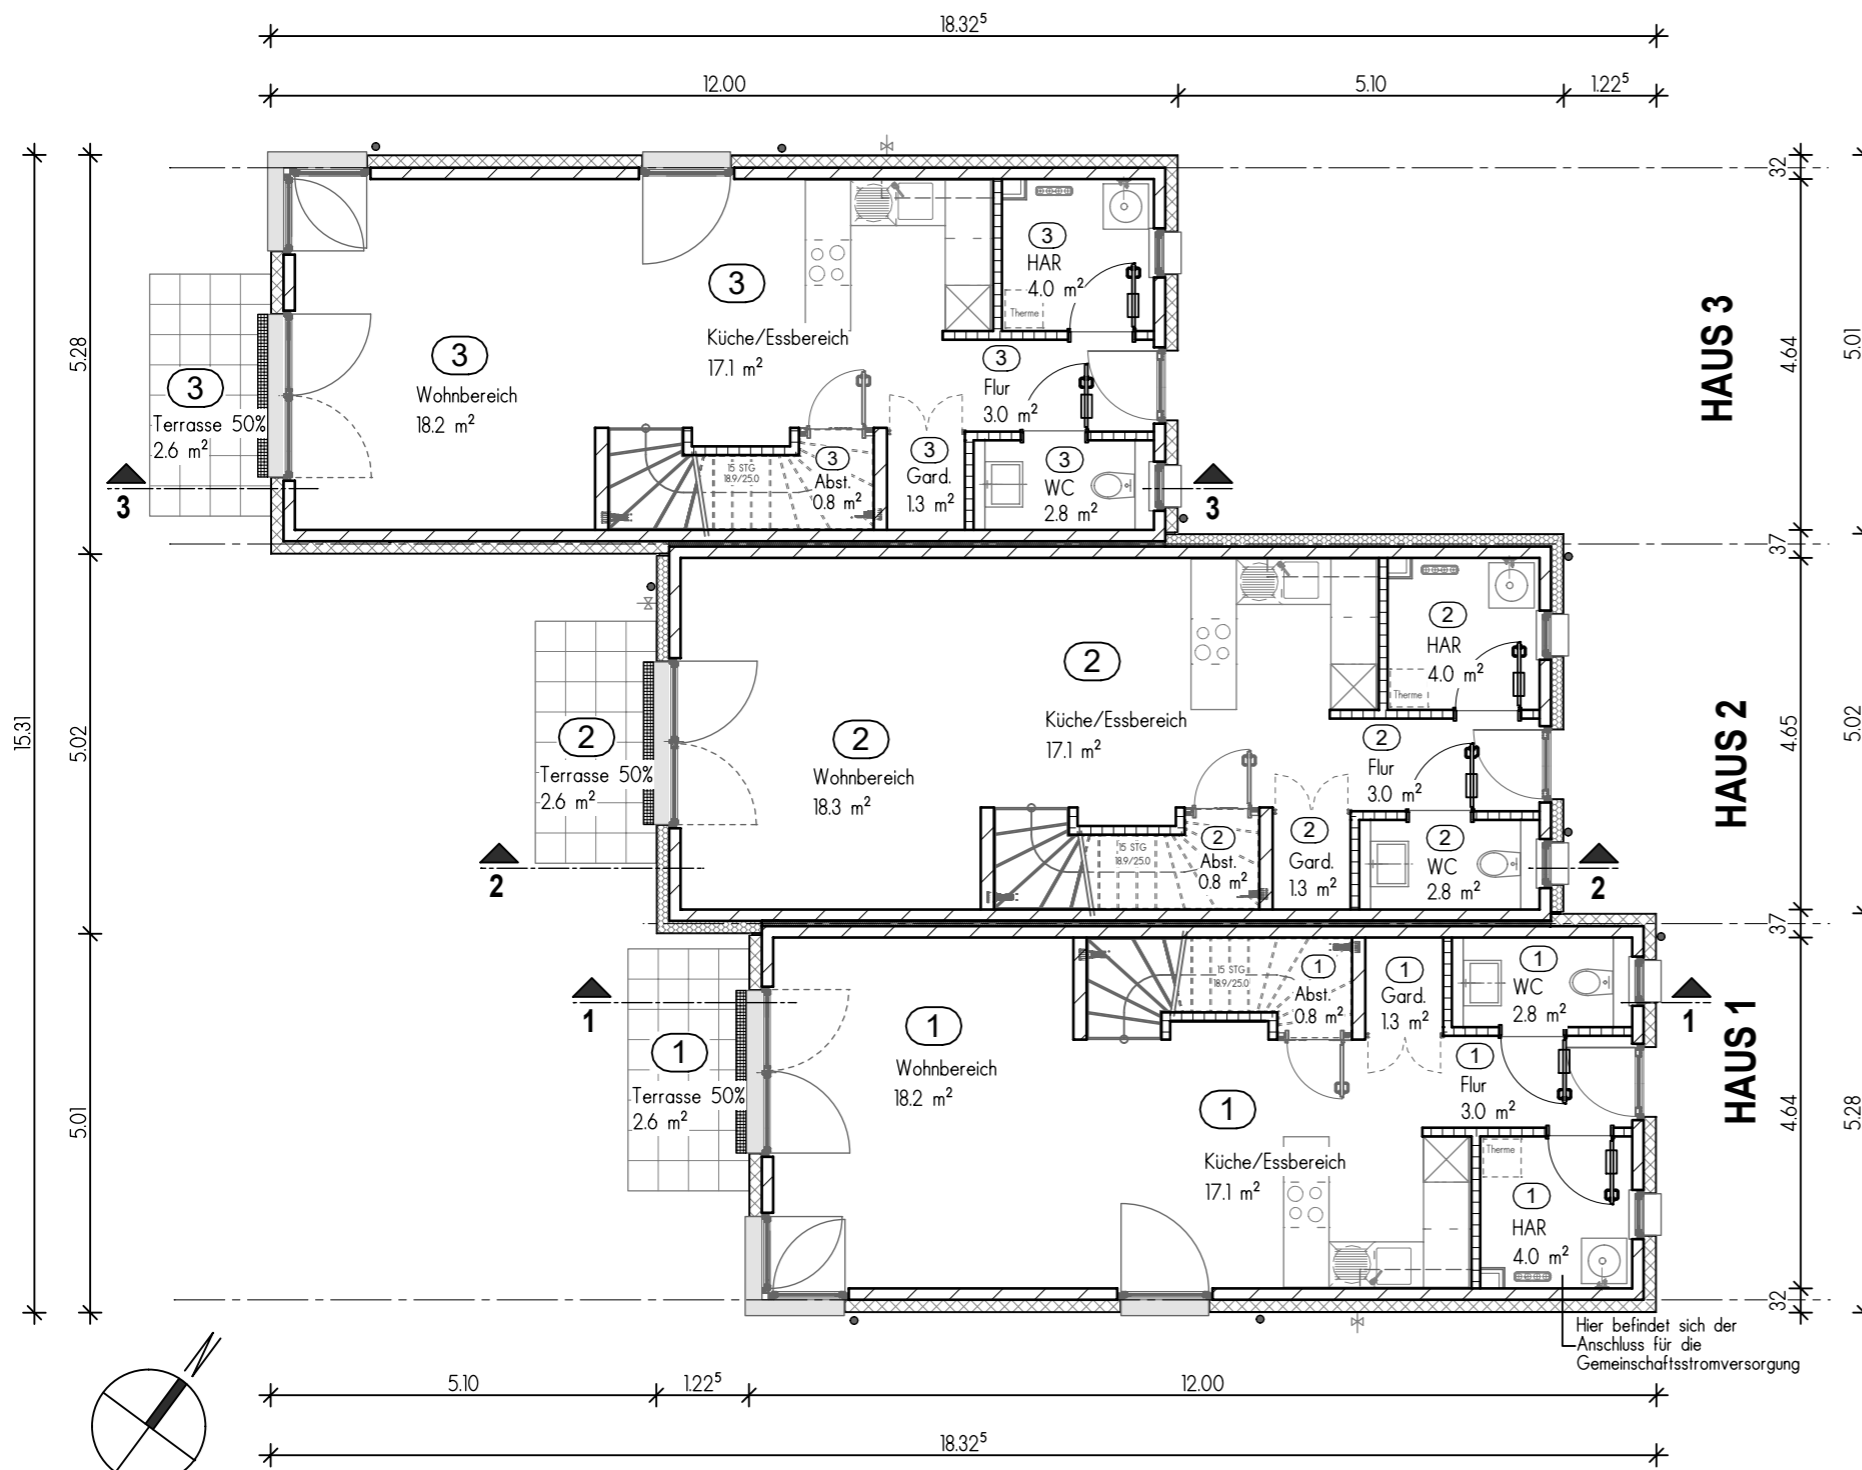 18.32⁵
12.00
5.10
1.22⁵
3
HAR
4.0 m²
Therme
3
Küche/Essbereich
17.1 m²
3
Wohnbereich
18.2 m²
3
Flur
3.0 m²
3
Terrasse 50%
2.6 m²
15 STG
18.9/25.0
3
Abst.
0.8 m²
3
Gard.
1.3 m²
3
WC
2.8 m²
3
3
HAUS 3
32
4.64
5.01
37
5.28
15.31
5.02
5.01
2
HAR
4.0 m²
Therme
2
Küche/Essbereich
17.1 m²
2
Wohnbereich
18.3 m²
2
Flur
3.0 m²
2
Terrasse 50%
2.6 m²
15 STG
18.9/25.0
2
Abst.
0.8 m²
2
Gard.
1.3 m²
2
WC
2.8 m²
2
2
HAUS 2
4.65
5.02
37
15 STG
18.9/25.0
1
Abst.
0.8 m²
1
Gard.
1.3 m²
1
WC
2.8 m²
1
1
HAUS 1
1
Wohnbereich
18.2 m²
1
Terrasse 50%
2.6 m²
1
Flur
3.0 m²
1
Küche/Essbereich
17.1 m²
Therme
1
HAR
4.0 m²
4.64
5.28
32
Hier befindet sich der
Anschluss für die
Gemeinschaftsstromversorgung
N
5.10
1.22⁵
12.00
18.32⁵